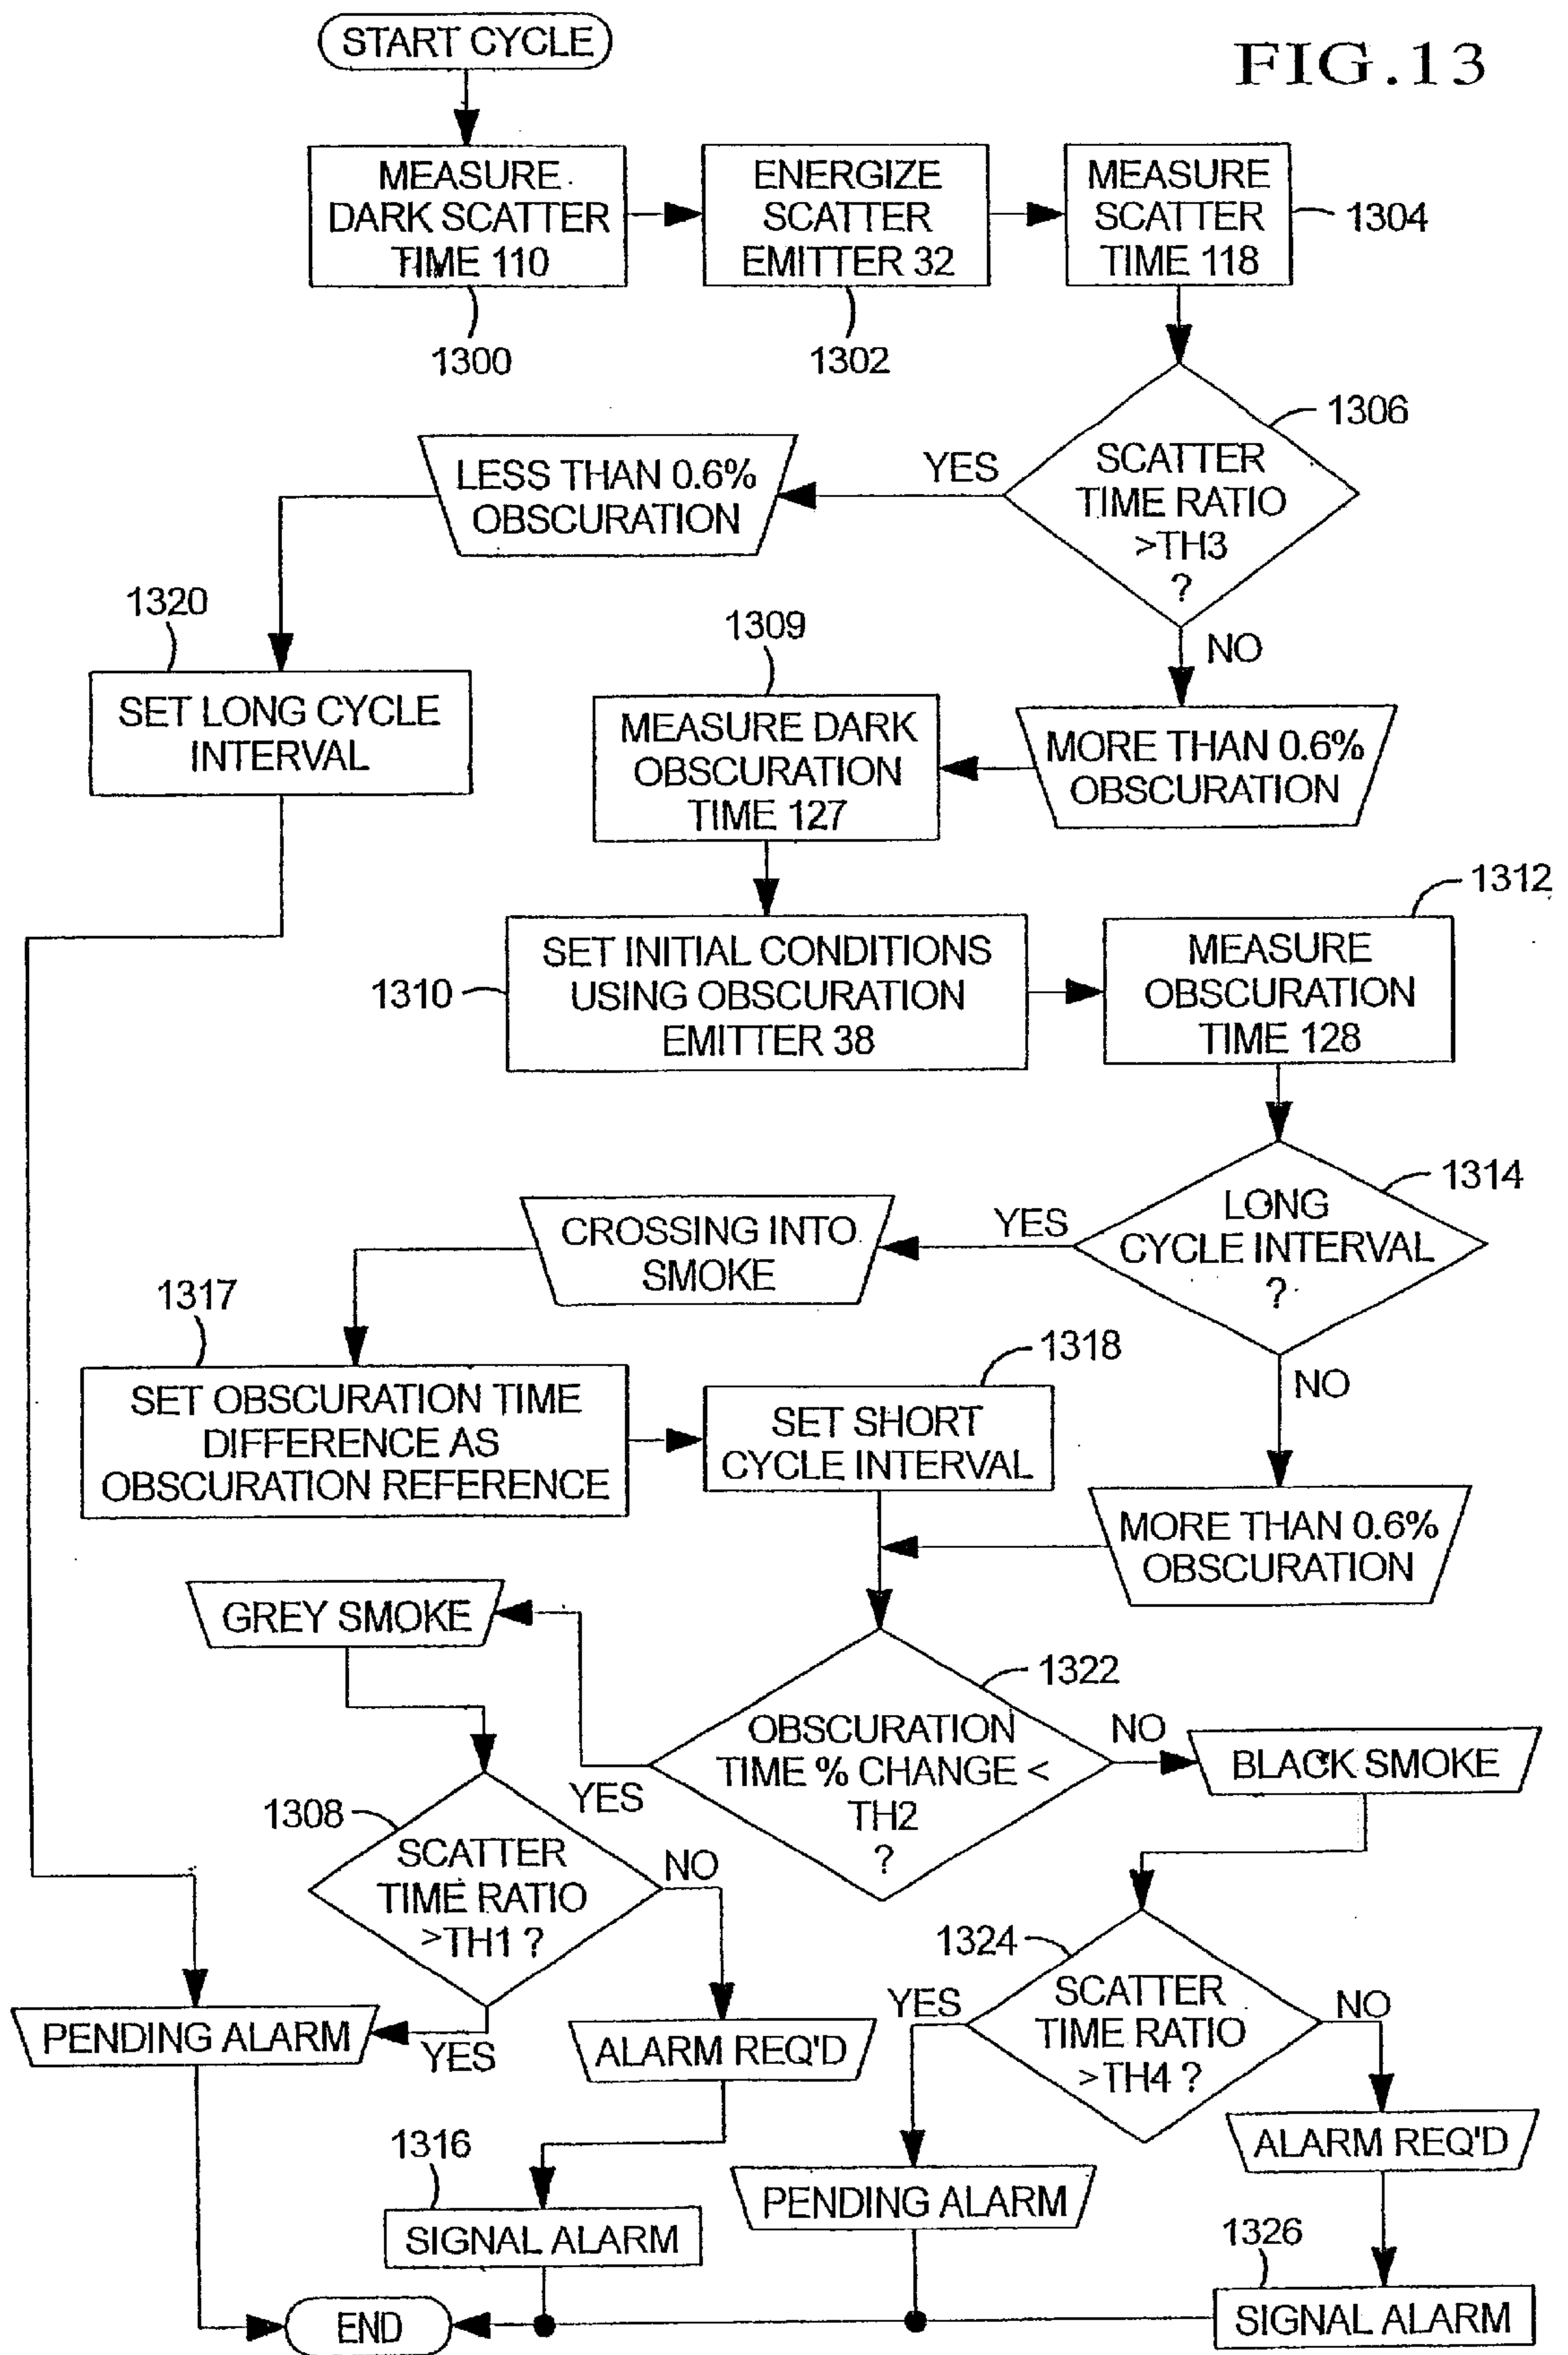 START CYCLE
FIG.13
MEASURE
DARK SCATTER
TIME 110
ENERGIZE
SCATTER
EMITTER 32
MEASURE
SCATTER
TIME 118
1304
1300
1302
1306
SCATTER
TIME RATIO
>TH3
?
YES
LESS THAN 0.6%
OBSCURATION
1320
SET LONG CYCLE
INTERVAL
NO
MORE THAN 0.6%
OBSCURATION
1309
MEASURE DARK
OBSCURATION
TIME 127
1310
SET INITIAL CONDITIONS
USING OBSCURATION
EMITTER 38
1312
MEASURE
OBSCURATION
TIME 128
1314
LONG
CYCLE INTERVAL
?
YES
CROSSING INTO
SMOKE
1317
SET OBSCURATION TIME
DIFFERENCE AS
OBSCURATION REFERENCE
1318
SET SHORT
CYCLE INTERVAL
NO
MORE THAN 0.6%
OBSCURATION
GREY SMOKE
1322
OBSCURATION
TIME % CHANGE <
TH2
?
YES
NO
BLACK SMOKE
1308
SCATTER
TIME RATIO
>TH1 ?
NO
YES
PENDING ALARM
ALARM REQ'D
1316
SIGNAL ALARM
1324
SCATTER
TIME RATIO
>TH4 ?
YES
NO
PENDING ALARM
ALARM REQ'D
1326
SIGNAL ALARM
END